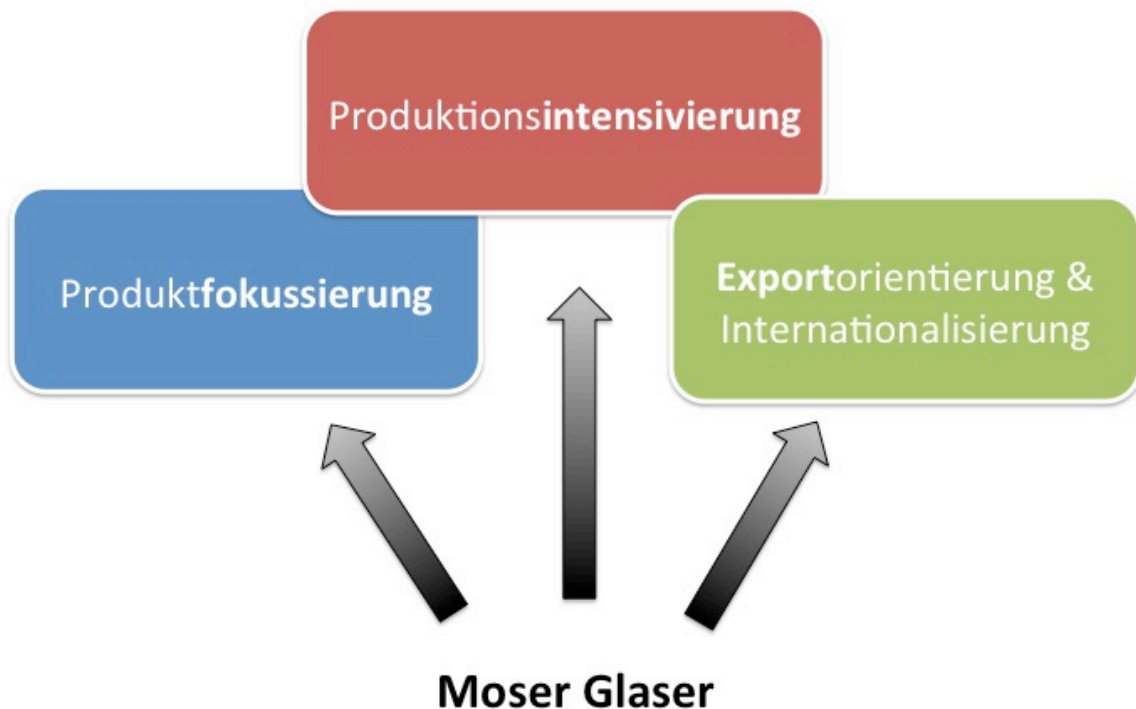 Produktionsintensivierung
Produktfokussierung
Exportorientierung &
Internationalisierung
Moser Glaser